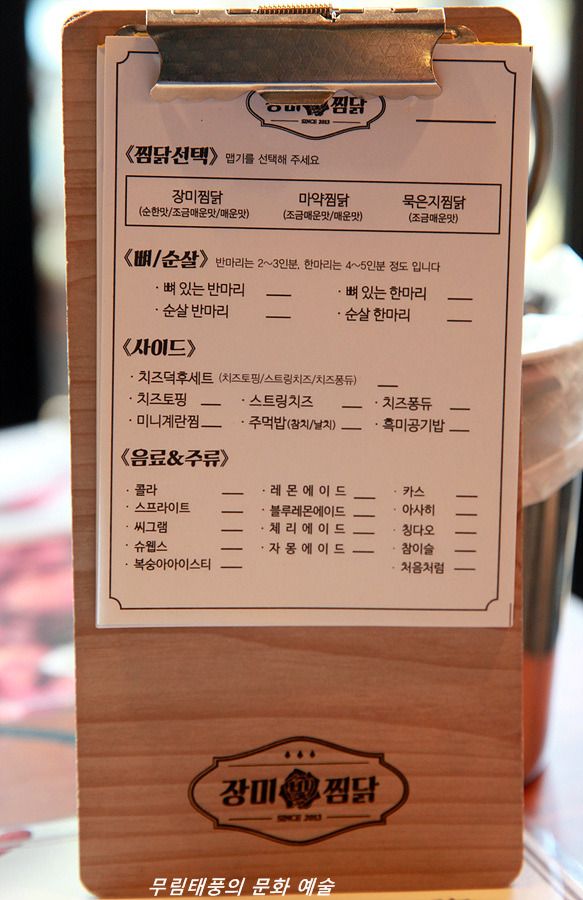 장미 찜닭
SINCE 2013
《찜닭선택》 맵기를 선택해 주세요
장미찜닭 마약찜닭 묵은지찜닭
(순한맛/조금매운맛/매운맛) (조금매운맛/매운맛) (조금매운맛)
《뼈/순살》 반마리는 2~3인분, 한마리는 4~5인분 정도 입니다
· 뼈 있는 반마리 · 뼈 있는 한마리
· 순살 반마리 · 순살 한마리
《사이드》
· 치즈덕후세트 (치즈토핑/스트링치즈/치즈퐁듀)
· 치즈토핑 · 스트링치즈 · 치즈퐁듀
· 미니계란찜 · 주먹밥(참치/날치) · 흑미공기밥
《음료&주류》
· 콜라 · 레몬에이드 · 카스
· 스프라이트 · 블루레몬에이드 · 아사히
· 씨그램 · 체리에이드 · 칭다오
· 슈웹스 · 자몽에이드 · 참이슬
· 복숭아아이스티 · 처음처럼
장미 찜닭
SINCE 2013
무림태풍의 문화 예술